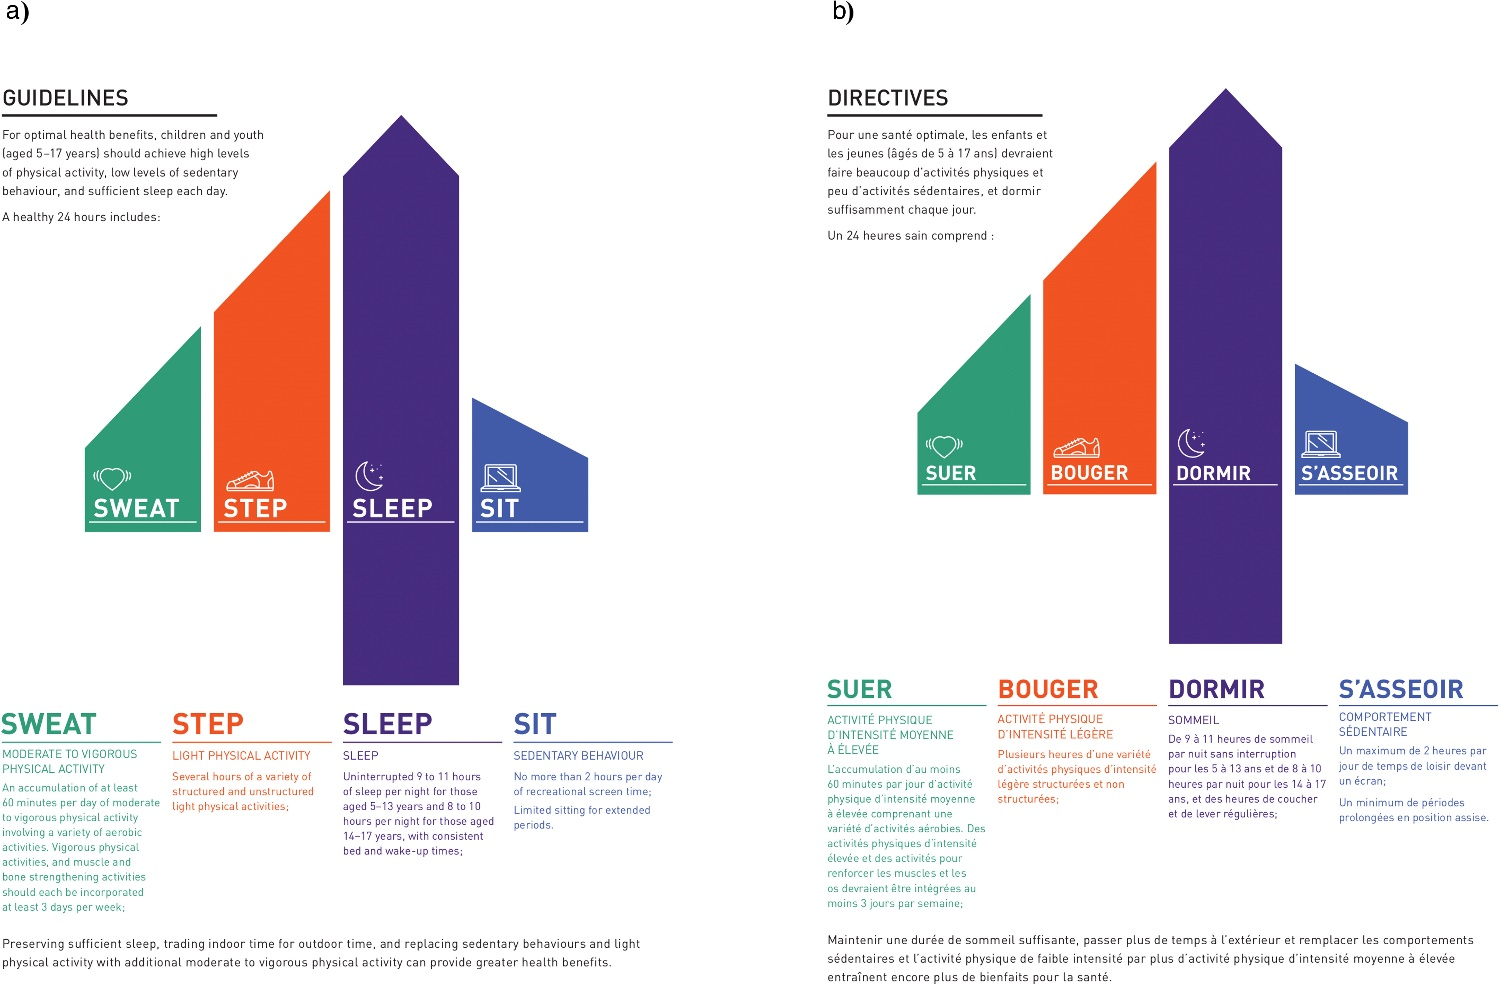 a)
GUIDELINES
For optimal health benefits, children and youth
(aged 5–17 years) should achieve high levels
of physical activity, low levels of sedentary
behaviour, and sufficient sleep each day.
A healthy 24 hours includes:
SWEAT
STEP
SLEEP
SIT
SWEAT
MODERATE TO VIGOROUS
PHYSICAL ACTIVITY
An accumulation of at least
60 minutes per day of moderate
to vigorous physical activity
involving a variety of aerobic
activities. Vigorous physical
activities, and muscle and
bone strengthening activities
should each be incorporated
at least 3 days per week;
STEP
LIGHT PHYSICAL ACTIVITY
Several hours of a variety of
structured and unstructured
light physical activities;
SLEEP
SLEEP
Uninterrupted 9 to 11 hours
of sleep per night for those
aged 5–13 years and 8 to 10
hours per night for those aged
14–17 years, with consistent
bed and wake-up times;
SIT
SEDENTARY BEHAVIOUR
No more than 2 hours per day
of recreational screen time;
Limited sitting for extended
periods.
Preserving sufficient sleep, trading indoor time for outdoor time, and replacing sedentary behaviours and light
physical activity with additional moderate to vigorous physical activity can provide greater health benefits.
b)
DIRECTIVES
Pour une santé optimale, les enfants et
les jeunes (âgés de 5 à 17 ans) devraient
faire beaucoup d'activités physiques et
peu d'activités sédentaires, et dormir
suffisamment chaque jour.
Un 24 heures sain comprend :
SUER
BOUGER
DORMIR
S'ASSEOIR
SUER
ACTIVITÉ PHYSIQUE
D'INTENSITÉ MOYENNE
À ÉLEVÉE
L'accumulation d'au moins
60 minutes par jour d'activité
physique d'intensité moyenne
à élevée comprenant une
variété d'activités aérobies. Des
activités physiques d'intensité
élevée et des activités pour
renforcer les muscles et les
os devraient être intégrées au
moins 3 jours par semaine;
BOUGER
ACTIVITÉ PHYSIQUE
D'INTENSITÉ LÉGÈRE
Plusieurs heures d'une variété
d'activités physiques d'intensité
légère structurées et non
structurées;
DORMIR
SOMMEIL
De 9 à 11 heures de sommeil
par nuit sans interruption
pour les 5 à 13 ans et de 8 à 10
heures par nuit pour les 14 à 17
ans, et des heures de coucher
et de lever régulières;
S'ASSEOIR
COMPORTEMENT
SÉDENTAIRE
Un maximum de 2 heures par
jour de temps de loisir devant
un écran;
Un minimum de périodes
prolongées en position assise.
Maintenir une durée de sommeil suffisante, passer plus de temps à l'extérieur et remplacer les comportements
sédentaires et l'activité physique de faible intensité par plus d'activité physique d'intensité moyenne à élevée
entraînent encore plus de bienfaits pour la santé.